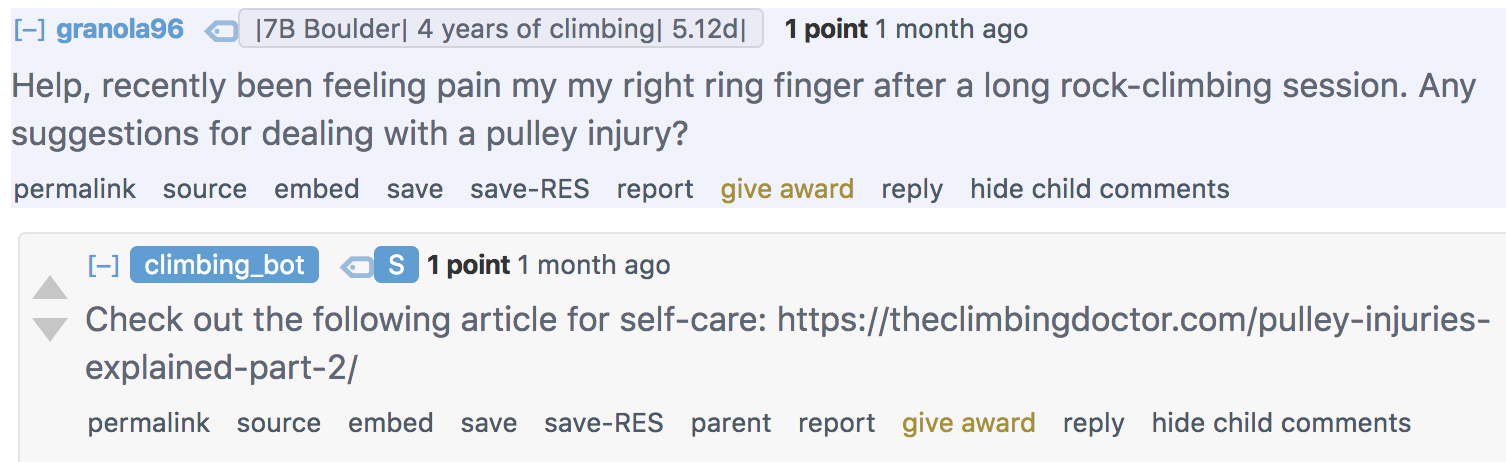 [–] granola96 |7B Boulder| 4 years of climbing| 5.12d| 1 point 1 month ago
Help, recently been feeling pain my my right ring finger after a long rock-climbing session. Any
suggestions for dealing with a pulley injury?
permalink source embed save save-RES report give award reply hide child comments
[–] climbing_bot S 1 point 1 month ago
Check out the following article for self-care: https://theclimbingdoctor.com/pulley-injuries-
explained-part-2/
permalink source embed save save-RES parent report give award reply hide child comments